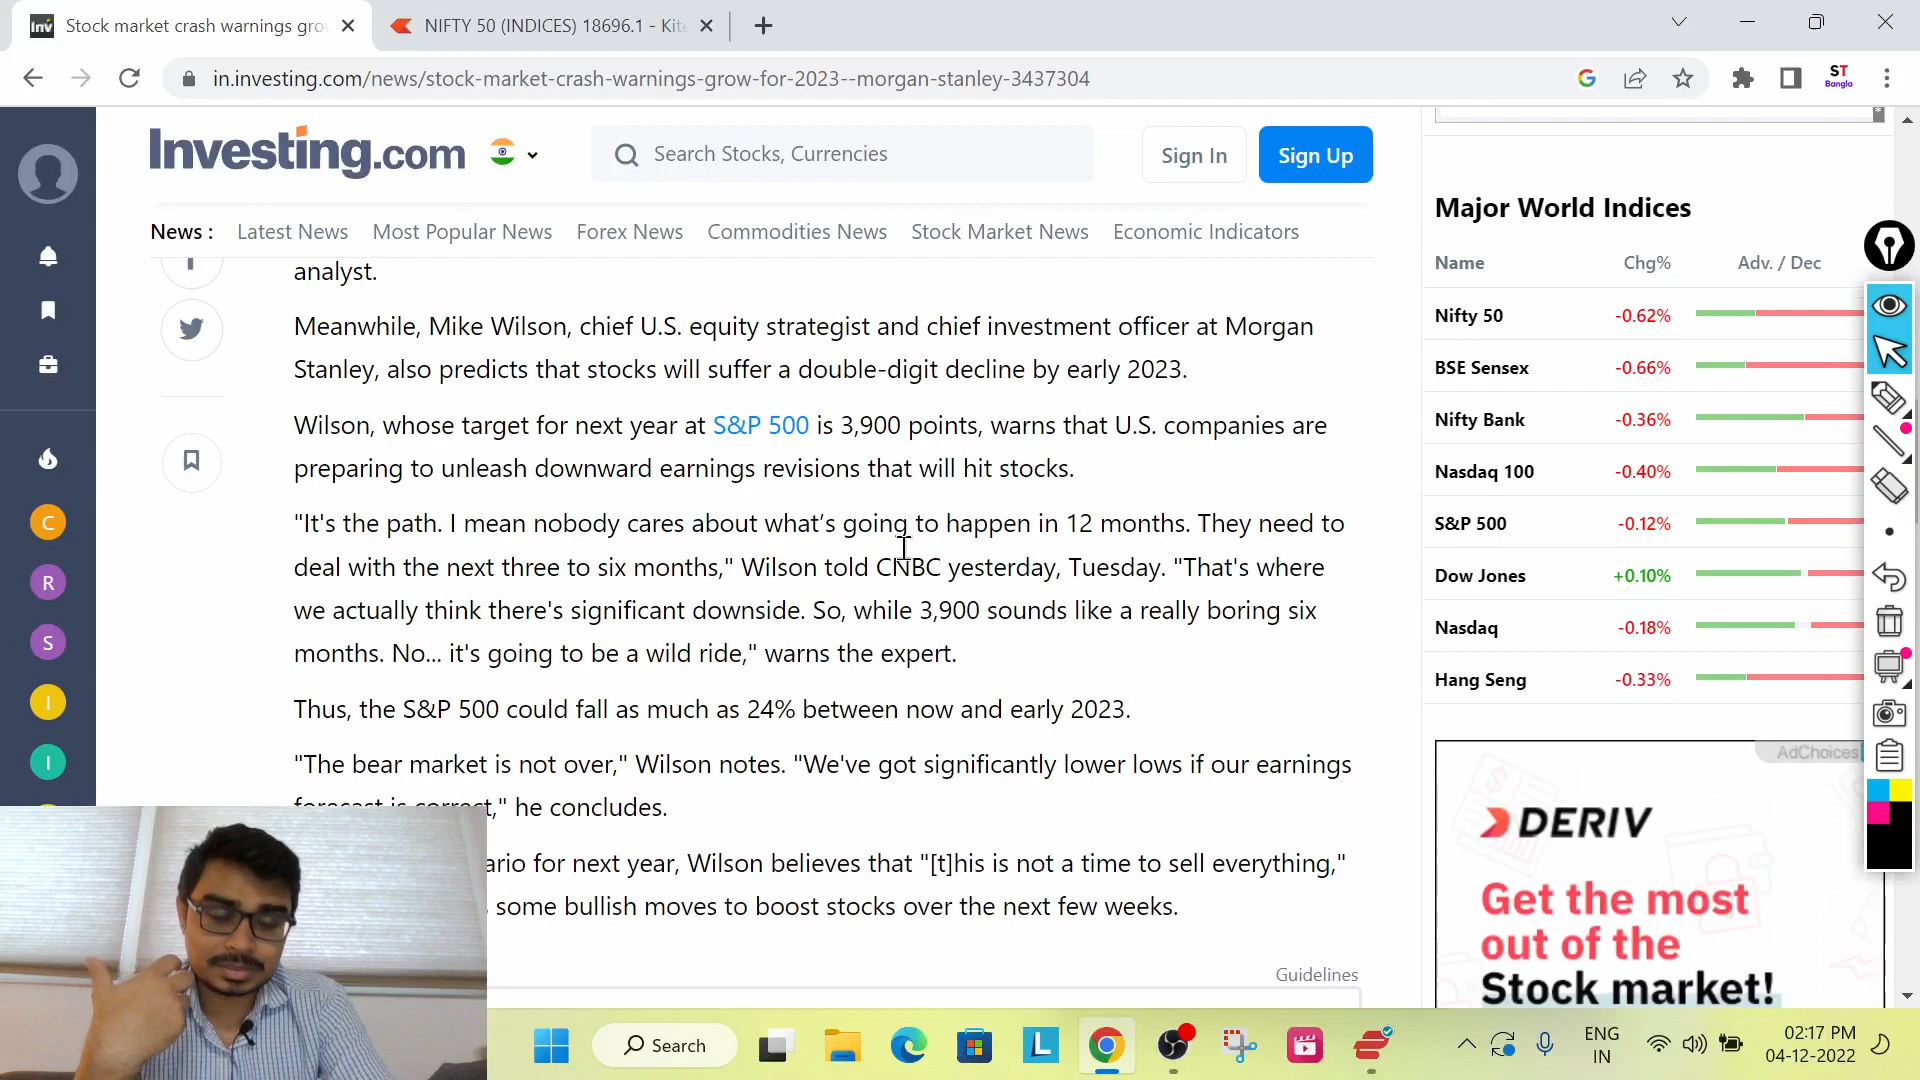 Stock market crash warnings gro
NIFTY 50 (INDICES) 18696.1 - Kite
in.investing.com/news/stock-market-crash-warnings-grow-for-2023--morgan-stanley-3437304
ST
Bangla
Investing.com
Search Stocks, Currencies
Sign In
Sign Up
News :
Latest News
Most Popular News
Forex News
Commodities News
Stock Market News
Economic Indicators
analyst.
Meanwhile, Mike Wilson, chief U.S. equity strategist and chief investment officer at Morgan
Stanley, also predicts that stocks will suffer a double-digit decline by early 2023.
Wilson, whose target for next year at S&P 500 is 3,900 points, warns that U.S. companies are
preparing to unleash downward earnings revisions that will hit stocks.
"It's the path. I mean nobody cares about what’s going to happen in 12 months. They need to
deal with the next three to six months," Wilson told CNBC yesterday, Tuesday. "That's where
we actually think there's significant downside. So, while 3,900 sounds like a really boring six
months. No... it's going to be a wild ride," warns the expert.
Thus, the S&P 500 could fall as much as 24% between now and early 2023.
"The bear market is not over," Wilson notes. "We've got significantly lower lows if our earnings
forecast is correct," he concludes.
ario for next year, Wilson believes that "[t]his is not a time to sell everything,"
some bullish moves to boost stocks over the next few weeks.
Guidelines
C
R
S
I
I
Major World Indices
Name Chg% Adv. / Dec
Nifty 50 -0.62%
BSE Sensex -0.66%
Nifty Bank -0.36%
Nasdaq 100 -0.40%
S&P 500 -0.12%
Dow Jones +0.10%
Nasdaq -0.18%
Hang Seng -0.33%
AdChoices
DERIV
Get the most
out of the
Stock market!
Search
L
ENG
IN
02:17 PM
04-12-2022